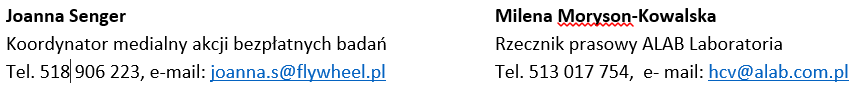 Joanna Senger
Koordynator medialny akcji bezpłatnych badań
Tel. 518 906 223, e-mail: joanna.s@flywheel.pl
Milena Moryson-Kowalska
Rzecznik prasowy ALAB Laboratoria
Tel. 513 017 754, e- mail: hcv@alab.com.pl